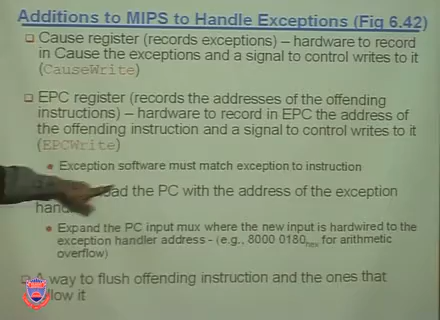 Additions to MIPS to Handle Exceptions (Fig 6.42)
Cause register (records exceptions) – hardware to record
in Cause the exceptions and a signal to control writes to it
(CauseWrite)
EPC register (records the addresses of the offending
instructions) – hardware to record in EPC the address of
the offending instruction and a signal to control writes to it
(EPCWrite)
Exception software must match exception to instruction
the PC with the address of the exception
Expand the PC input mux where the new input is hardwired to the
exception handler address - (e.g., 8000 0180hex for arithmetic
overflow)
A way to flush offending instruction and the ones that
it